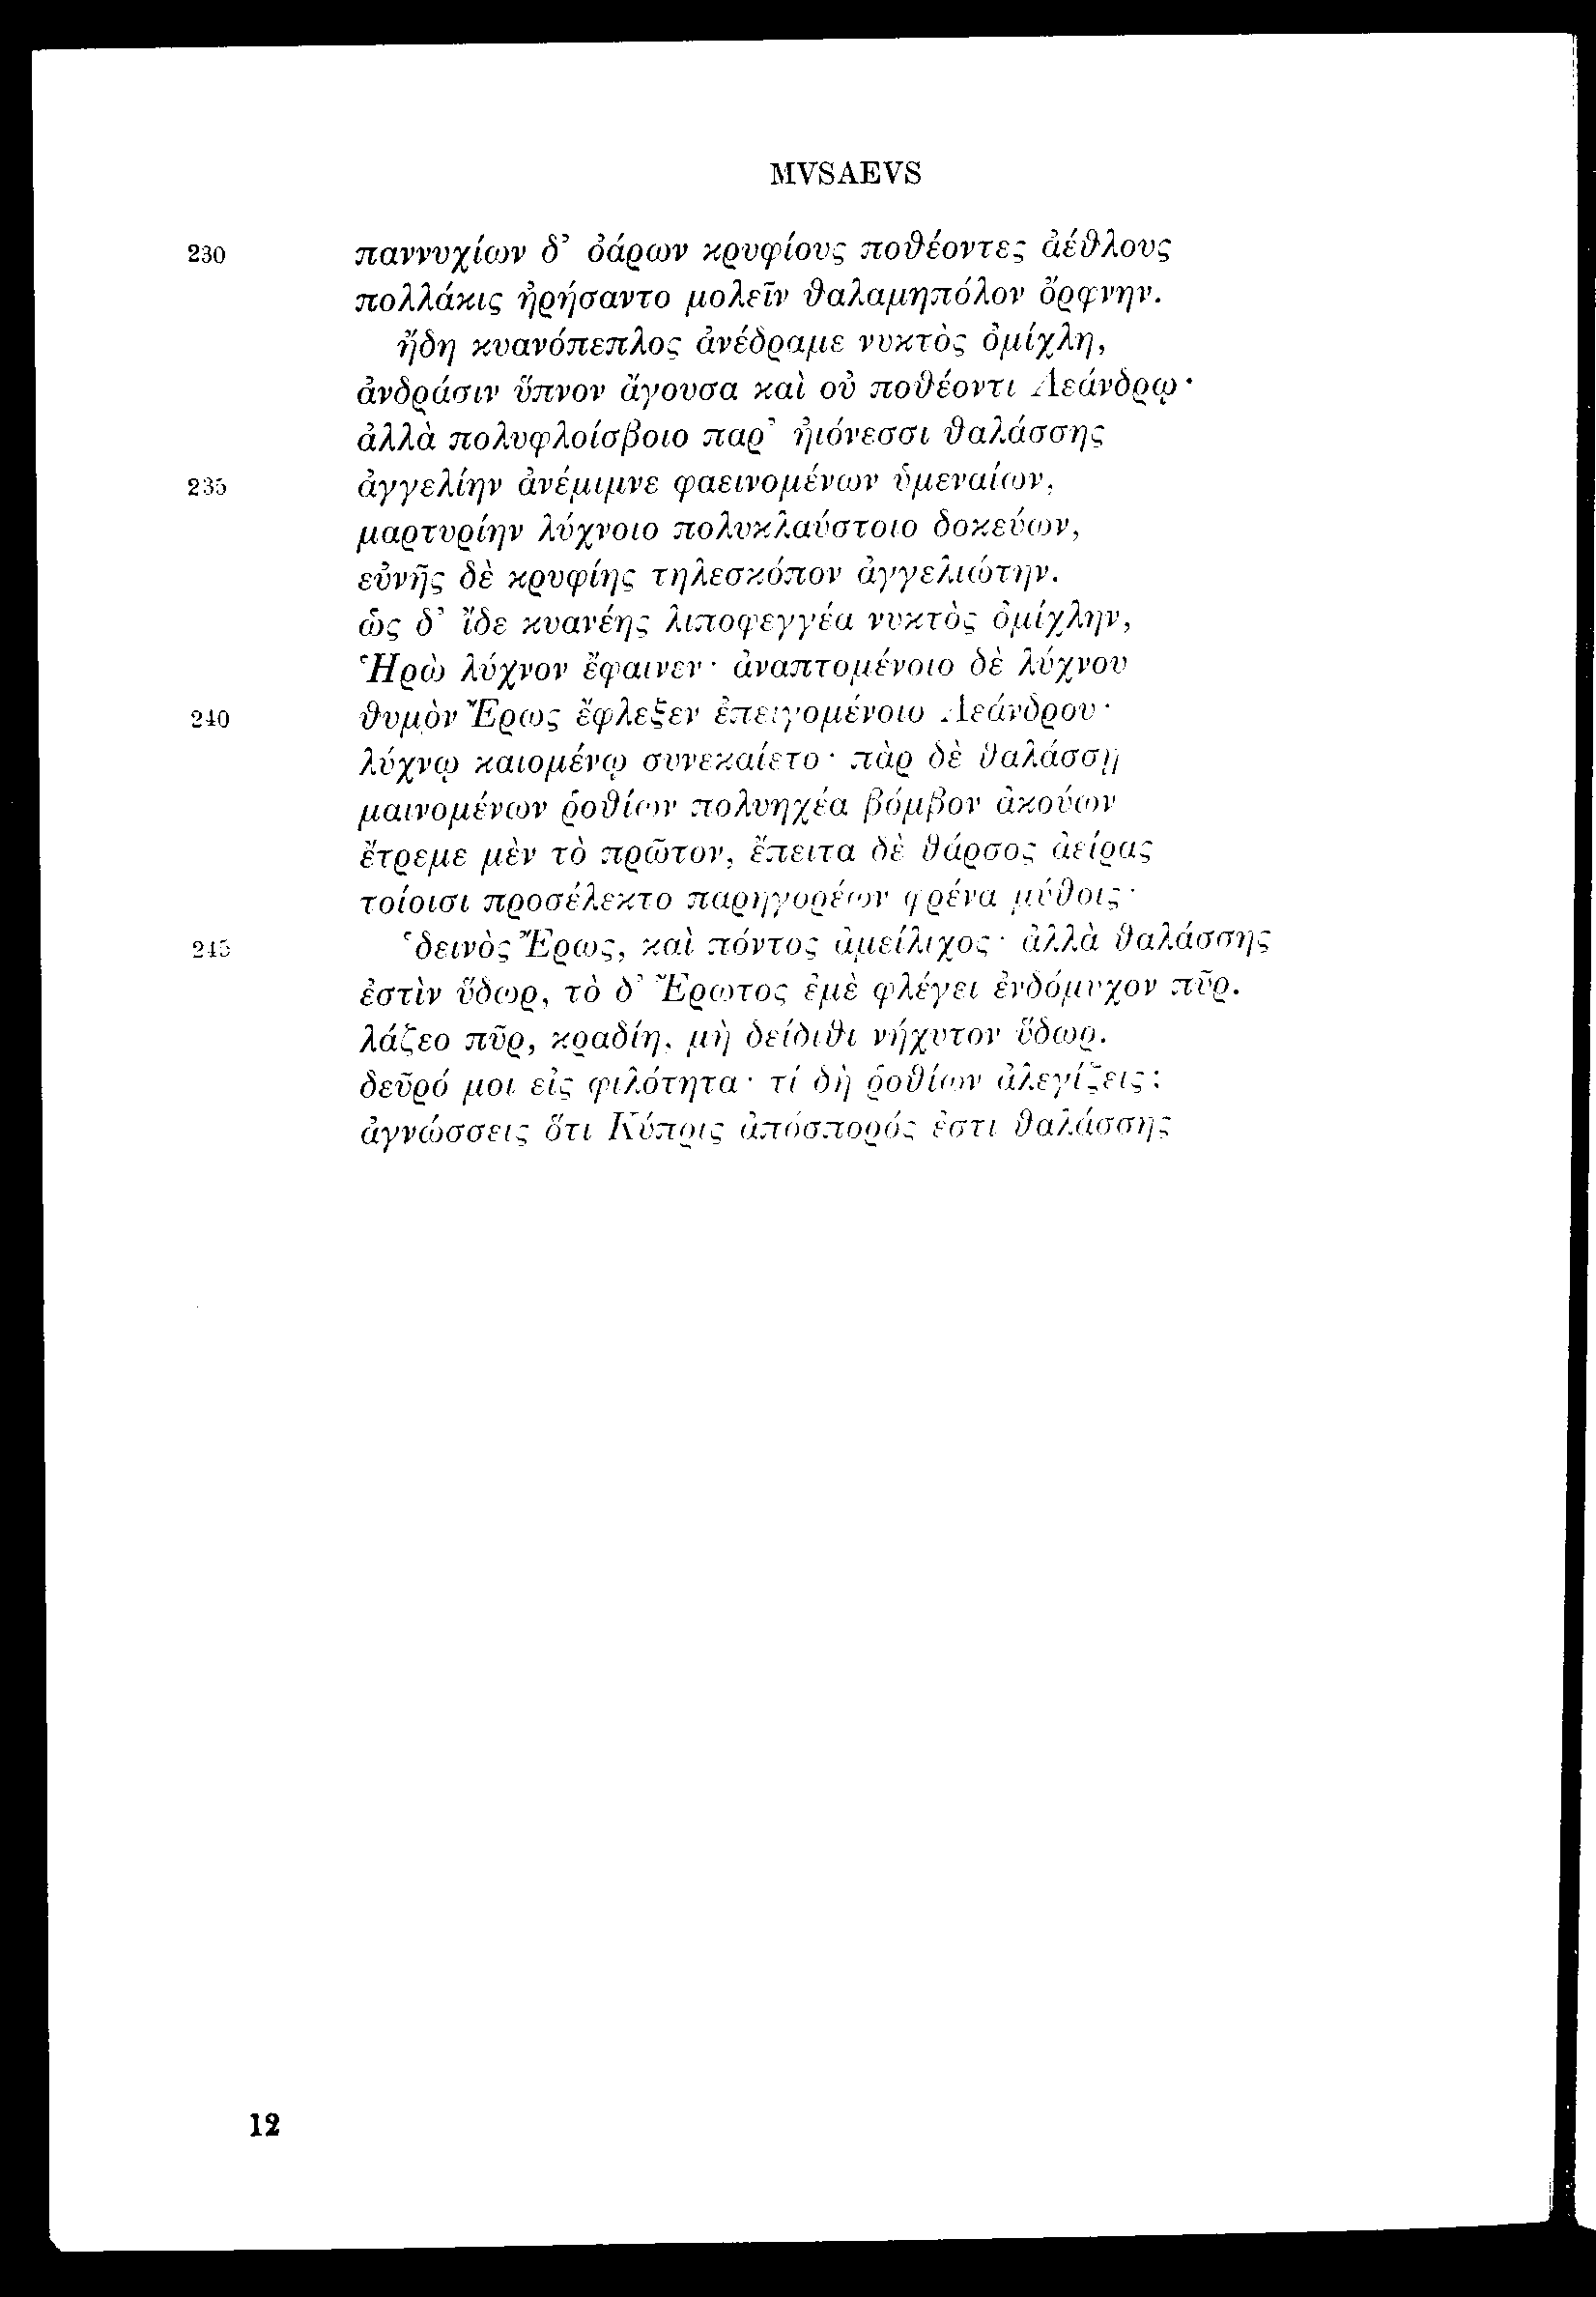 MVSAEVS
230 παννυχίων δ’ ὀάρων κρυφίους ποθέοντες ἀέθλους
πολλάκις ἠρήσαντο μολεῖν θαλαμηπόλον ὄρφνην.
ἤδη κυανόπεπλος ἀνέδραμε νυκτὸς ὀμίχλη,
ἀνδράσιν ὕπνον ἄγουσα καὶ οὐ ποθέοντι Λεάνδρῳ·
ἀλλὰ πολυφλοίσβοιο παρ’ ἠιόνεσσι θαλάσσης
235 ἀγγελίην ἀνέμιμνε φαεινομένων ὑμεναίων,
μαρτυρίην λύχνοιο πολυκλαύστοιο δοκεύων,
εὐνῆς δὲ κρυφίης τηλεσκόπον ἀγγελιώτην.
ὡς δ’ ἴδε κυανέης λιποφεγγέα νυκτὸς ὀμίχλην,
Ἡρὼ λύχνον ἔφαινεν· ἀναπτομένοιο δὲ λύχνου
240 θυμὸν Ἔρως ἔφλεξεν ἐπειγομένοιο Λεάνδρου·
λύχνῳ καιομένῳ συνεκαίετο· πὰρ δὲ θαλάσσῃ
μαινομένων ῥοθίων πολυηχέα βόμβον ἀκούων
ἔτρεμε μὲν τὸ πρῶτον, ἔπειτα δὲ θάρσος ἀείρας
τοίοισι προσέλεκτο παρηγορέων φρένα μύθοις·
245 ‘δεινὸς Ἔρως, καὶ πόντος ἀμείλιχος· ἀλλὰ θαλάσσης
ἐστὶν ὕδωρ, τὸ δ’ Ἔρωτος ἐμὲ φλέγει ἐνδόμυχον πῦρ.
λάζεο πῦρ, κραδίη, μὴ δείδιθι νήχυτον ὕδωρ.
δεῦρό μοι εἰς φιλότητα· τί δὴ ῥοθίων ἀλεγίζεις;
ἀγνώσσεις ὅτι Κύπρις ἀπόσπορός ἐστι θαλάσσης
12